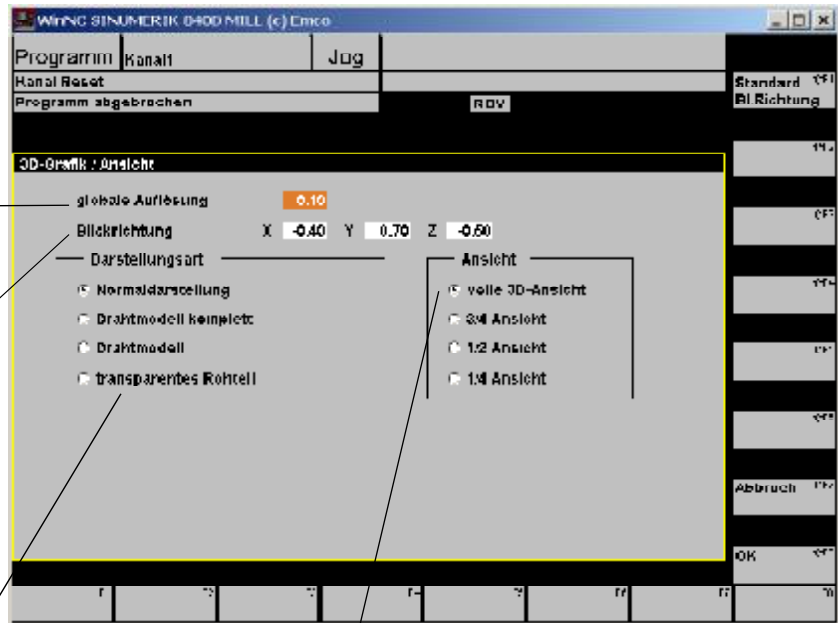 WinNC SINUMERIK 840D MILL (c) Emco
Programm Kanal1 Jog
Kanal Reset
Programm abgebrochen ROV
Standard
Bl.Richtung
3D-Grafik / Ansicht
globale Auflösung 0.10
Blickrichtung X -0.40 Y 0.70 Z -0.60
Darstellungsart
Normaldarstellung
Drahtmodell komplett
Drahtmodell
transparentes Rohteil
Ansicht
volle 3D-Ansicht
3/4 Ansicht
1/2 Ansicht
1/4 Ansicht
Abbruch
OK